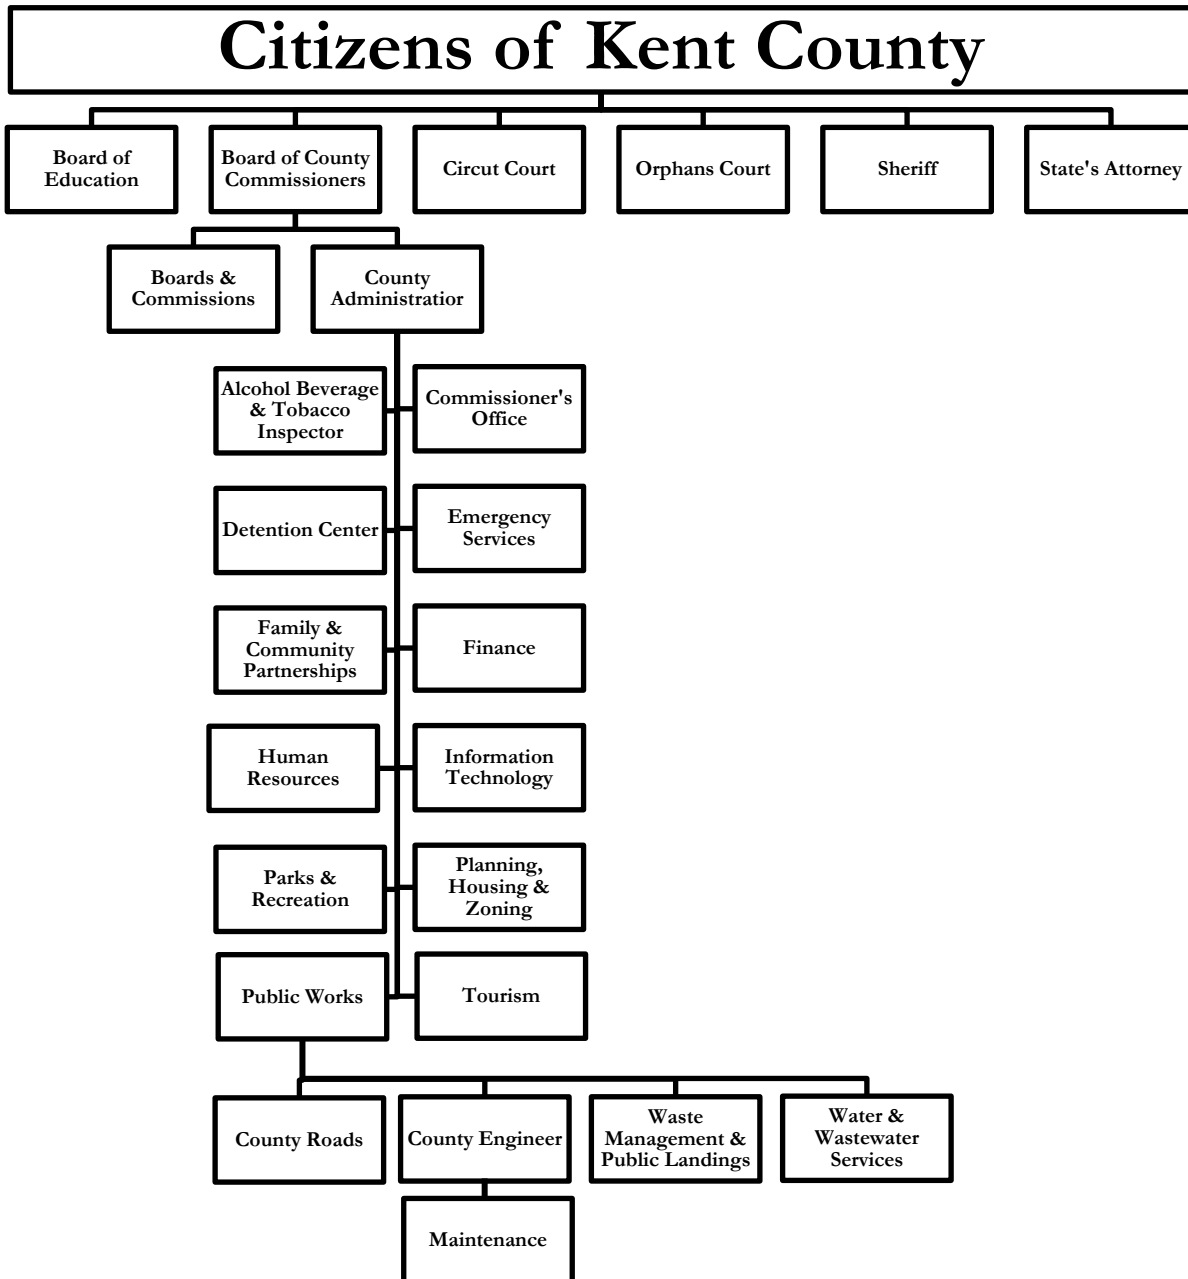 Citizens of Kent County
Board of
Education
Board of County
Commissioners
Circut Court
Orphans Court
Sheriff
State's Attorney
Boards &
Commissions
County
Administratior
Alcohol Beverage
& Tobacco
Inspector
Commissioner's
Office
Detention Center
Emergency
Services
Family &
Community
Partnerships
Finance
Human
Resources
Information
Technology
Parks &
Recreation
Planning,
Housing &
Zoning
Public Works
Tourism
County Roads
County Engineer
Waste
Management &
Public Landings
Water &
Wastewater
Services
Maintenance